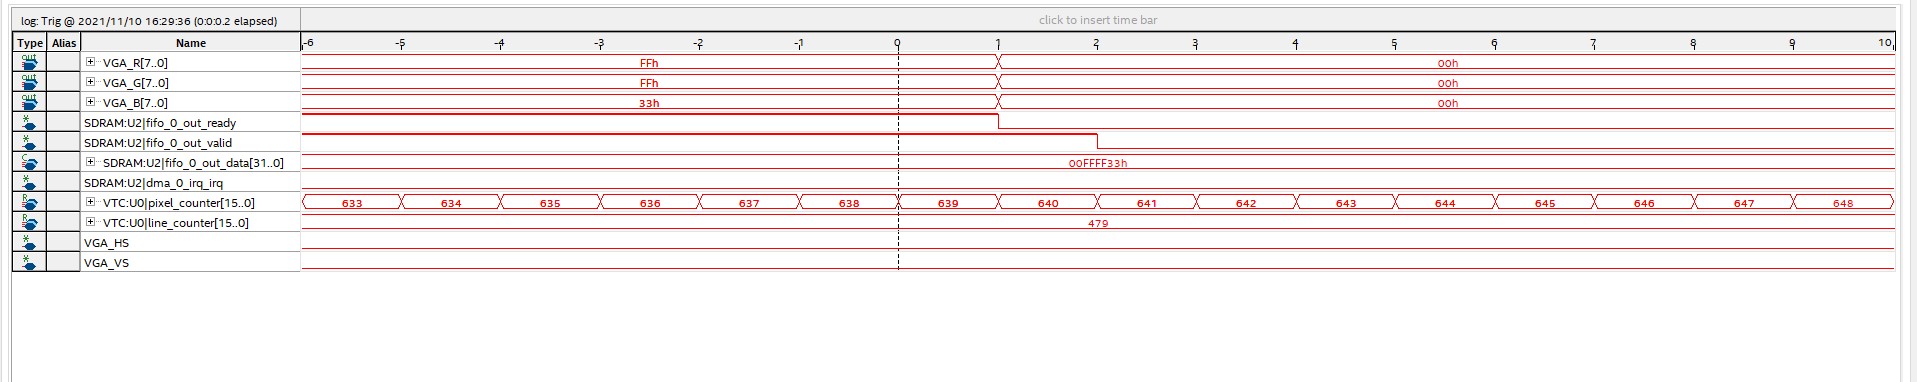 log: Trig @ 2021/11/10 16:29:36 (0:0:0.2 elapsed) click to insert time bar
Type Alias Name -6 -5 -4 -3 -2 -1 0 1 2 3 4 5 6 7 8 9 10
out VGA_R[7..0] FFh 00h
out VGA_G[7..0] FFh 00h
out VGA_B[7..0] 33h 00h
* SDRAM:U2|fifo_0_out_ready
* SDRAM:U2|fifo_0_out_valid
C SDRAM:U2|fifo_0_out_data[31..0] 00FFFF33h
* SDRAM:U2|dma_0_irq_irq
R VTC:U0|pixel_counter[15..0] 633 634 635 636 637 638 639 640 641 642 643 644 645 646 647 648
R VTC:U0|line_counter[15..0] 479
* VGA_HS
* VGA_VS